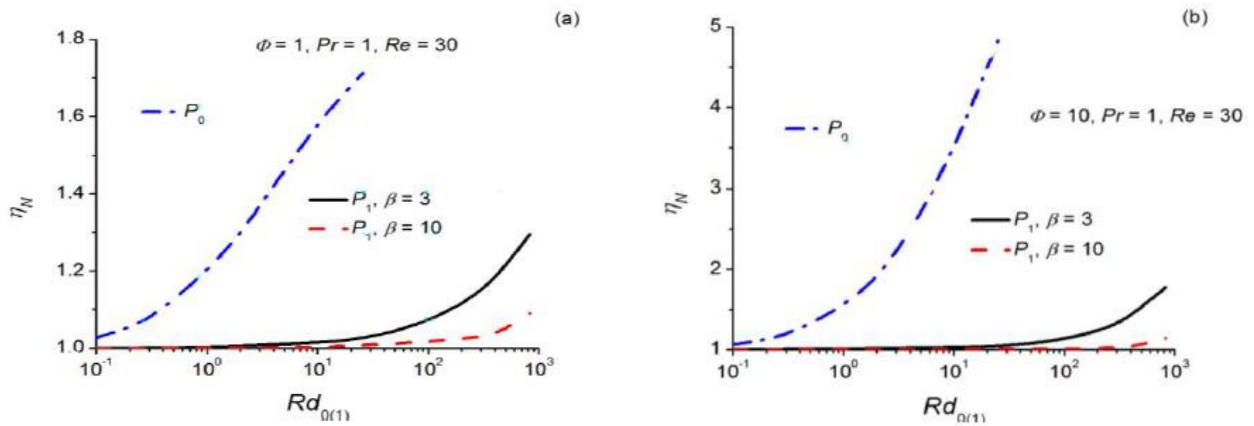 (a)
1.8
Φ = 1, Pr = 1, Re = 30
1.6
P0
1.4
ηN
P1, β = 3
P1, β = 10
1.2
1.0
10-1 100 101 102 103
Rd0(1)
(b)
5
Φ = 10, Pr = 1, Re = 30
P0
4
3
ηN
P1, β = 3
P1, β = 10
2
1
10-1 100 101 102 103
Rd0(1)